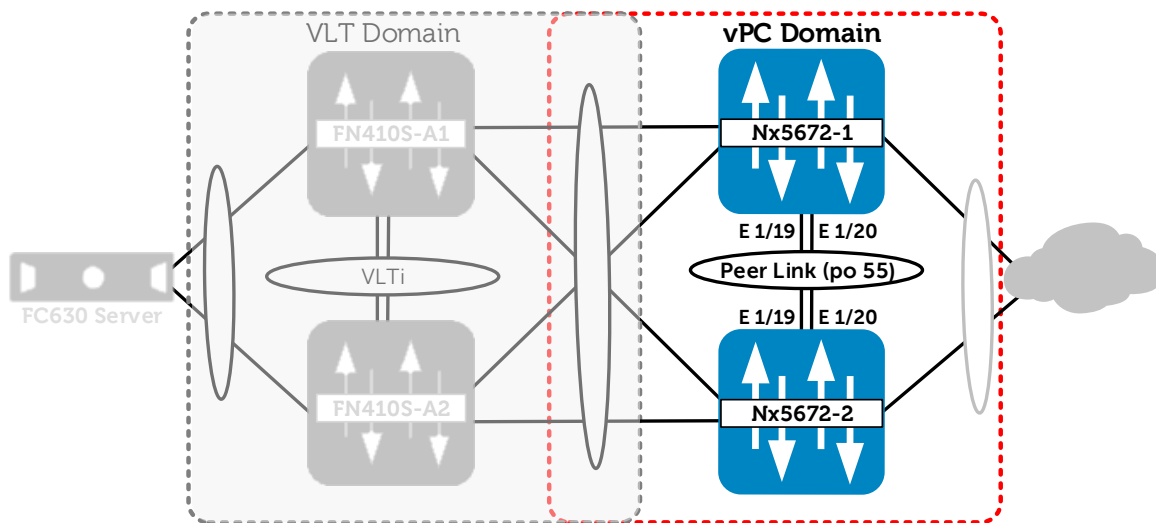 VLT Domain
vPC Domain
FN410S-A1
Nx5672-1
E 1/19
E 1/20
VLTi
Peer Link (po 55)
FC630 Server
E 1/19
E 1/20
FN410S-A2
Nx5672-2